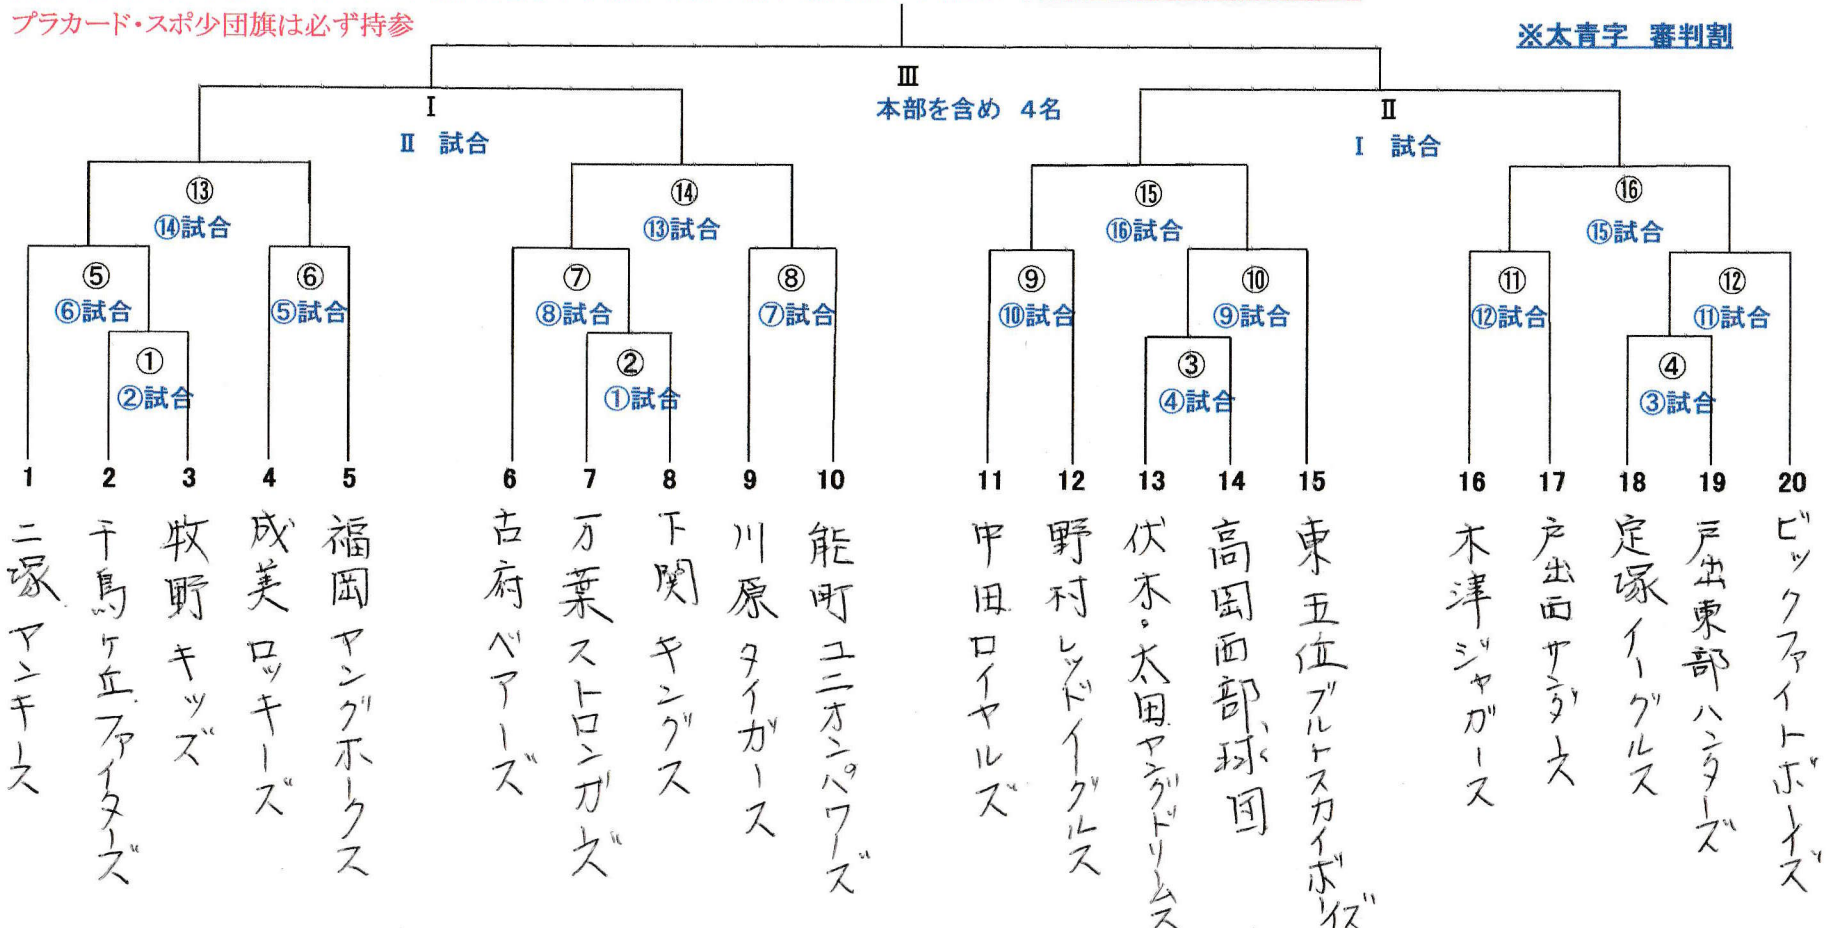 プラカード・スポ少団旗は必ず持参
※太青字 審判割
Ⅲ
本部を含め 4名
Ⅰ
Ⅱ 試合
Ⅱ
Ⅰ 試合
⑬
⑭試合
⑭
⑬試合
⑮
⑯試合
⑯
⑮試合
⑤
⑥試合
⑥
⑤試合
⑦
⑧試合
⑧
⑦試合
⑨
⑩試合
⑩
⑨試合
⑪
⑫試合
⑫
⑪試合
①
②試合
②
①試合
③
④試合
④
③試合
1
二塚ヤンキース
2
千鳥ヶ丘ファイターズ
3
牧野キッズ
4
成美ロッキーズ
5
福岡ヤングホークス
6
古府ベアーズ
7
万葉ストロンガーズ
8
下関キングス
9
川原タイガース
10
能町ユニオンパワーズ
11
中田ロイヤルズ
12
野村レッドイーグルス
13
伏木・太田ヤングドリームス
14
高岡西部球団
15
東五位ブルトスカイボーイズ
16
木津ジャガース
17
戸出西サンダース
18
定塚イーグルス
19
戸出東部ハンターズ
20
ビックファイトボーイズ